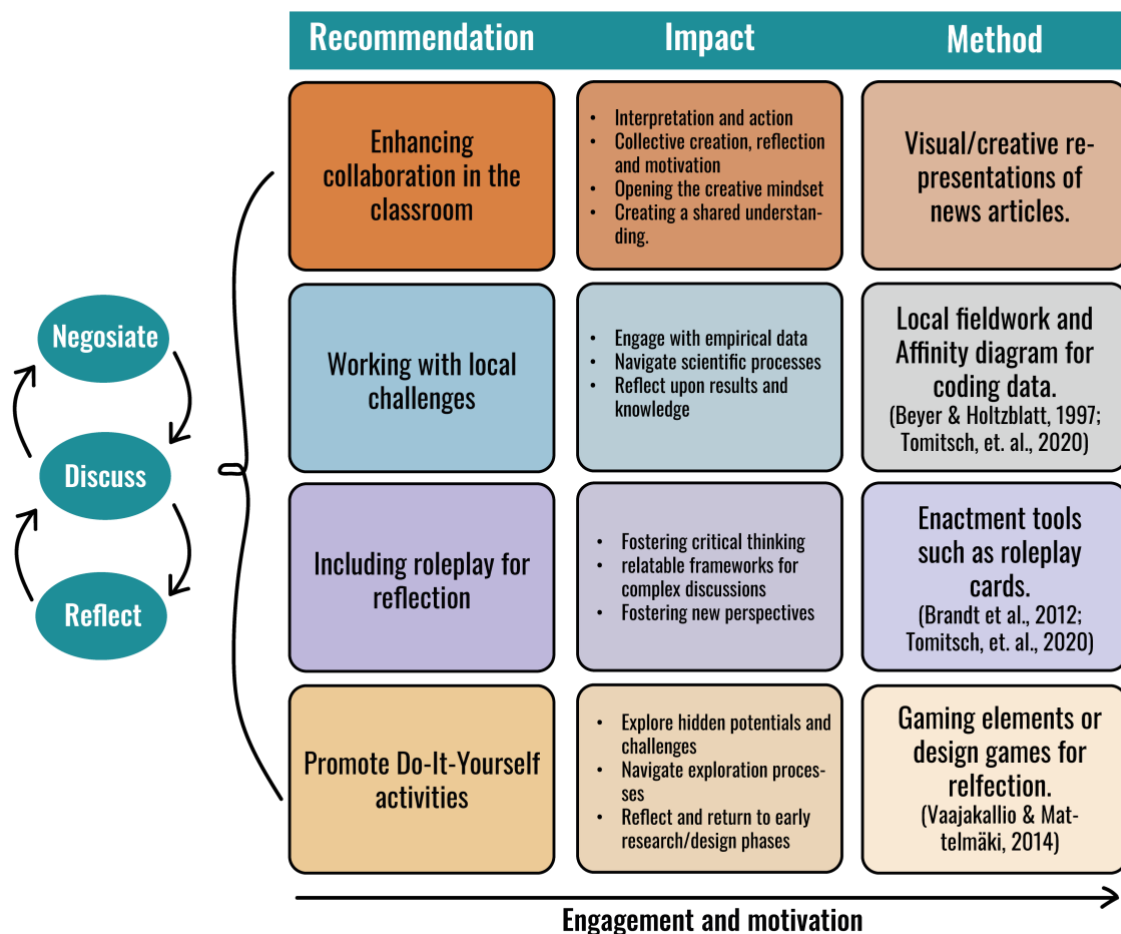 Recommendation Impact Method
Enhancing
collaboration in the
classroom
• Interpretation and action
• Collective creation, reflection
and motivation
• Opening the creative mindset
• Creating a shared understan-
ding.
Visual/creative re-
presentations of
news articles.
Negosiate
Discuss
Reflect
Working with local
challenges
• Engage with empirical data
• Navigate scientific processes
• Reflect upon results and
knowledge
Local fieldwork and
Affinity diagram for
coding data.
(Beyer & Holtzblatt, 1997;
Tomitsch, et. al., 2020)
Including roleplay for
reflection
• Fostering critical thinking
• relatable frameworks for
complex discussions
• Fostering new perspectives
Enactment tools
such as roleplay
cards.
(Brandt et al., 2012;
Tomitsch, et. al., 2020)
Promote Do-It-Yourself
activities
• Explore hidden potentials and
challenges
• Navigate exploration proces-
ses
• Reflect and return to early
research/design phases
Gaming elements or
design games for
relfection.
(Vaajakallio & Mat-
telmäki, 2014)
Engagement and motivation